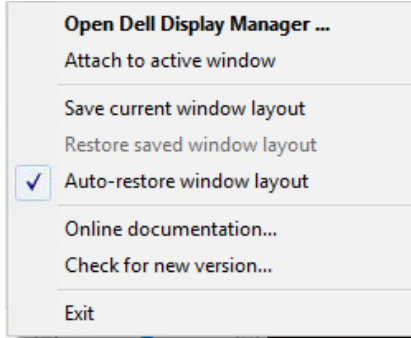 Open Dell Display Manager ...
Attach to active window
Save current window layout
Restore saved window layout
Auto-restore window layout
Online documentation...
Check for new version...
Exit